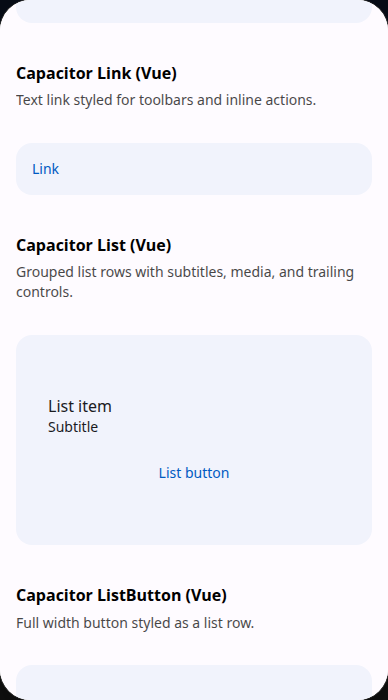 Capacitor Link (Vue)
Text link styled for toolbars and inline actions.
Link
Capacitor List (Vue)
Grouped list rows with subtitles, media, and trailing
controls.
List item
Subtitle
List button
Capacitor ListButton (Vue)
Full width button styled as a list row.